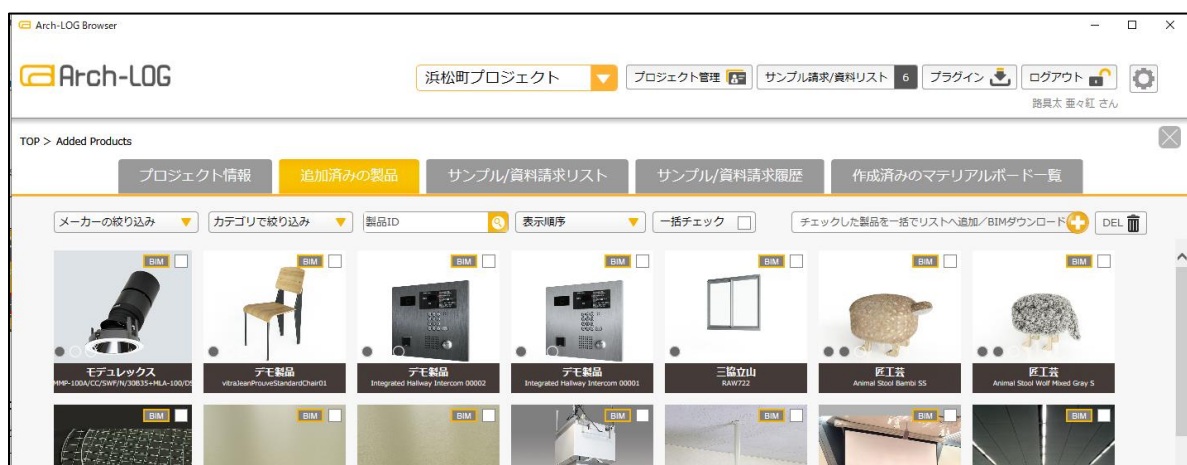 Arch-LOG Browser
Arch-LOG
浜松町プロジェクト
プロジェクト管理
サンプル請求/資料リスト 6
プラグイン
ログアウト
路具太 亜々紅 さん
TOP > Added Products
プロジェクト情報
追加済みの製品
サンプル/資料請求リスト
サンプル/資料請求履歴
作成済みのマテリアルボード一覧
メーカーの絞り込み
カテゴリで絞り込み
製品ID
表示順序
一括チェック
チェックした製品を一括でリストへ追加／BIMダウンロード
DEL
BIM
BIM
BIM
BIM
BIM
BIM
BIM
モデュレックス
MMP-100A/CC/SWF/N/30B35+MLA-100/DS
デモ製品
vitraJeanProuveStandardChair01
デモ製品
Integrated Hallway Intercom 00002
デモ製品
Integrated Hallway Intercom 00001
三協立山
RAW722
匠工芸
Animal Stool Bambi SS
匠工芸
Animal Stool Wolf Mixed Gray S
BIM
BIM
BIM
BIM
BIM
BIM
BIM